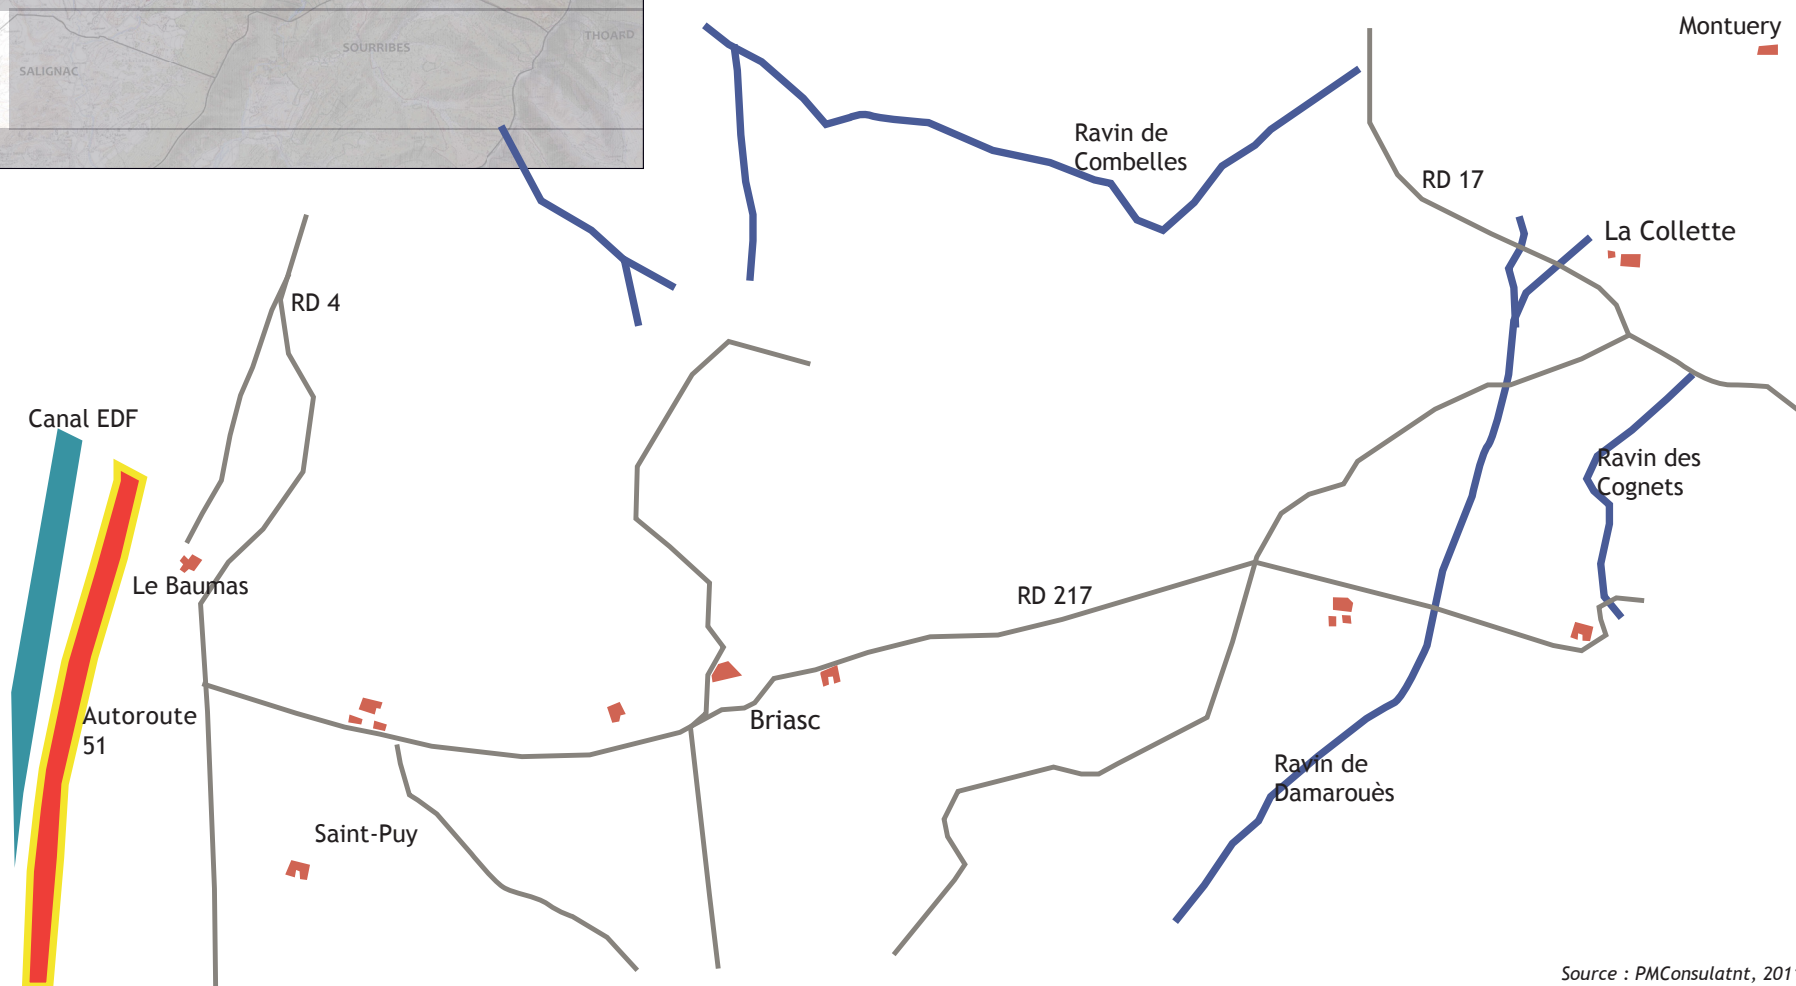 SALIGNAC
SOURRIBES
THOARD
Montuery
Ravin de
Combelles
RD 17
La Collette
RD 4
Canal EDF
Ravin des
Cognets
Le Baumas
RD 217
Autoroute
51
Briasc
Ravin de
Damarouès
Saint-Puy
Source : PMConsulatnt, 201